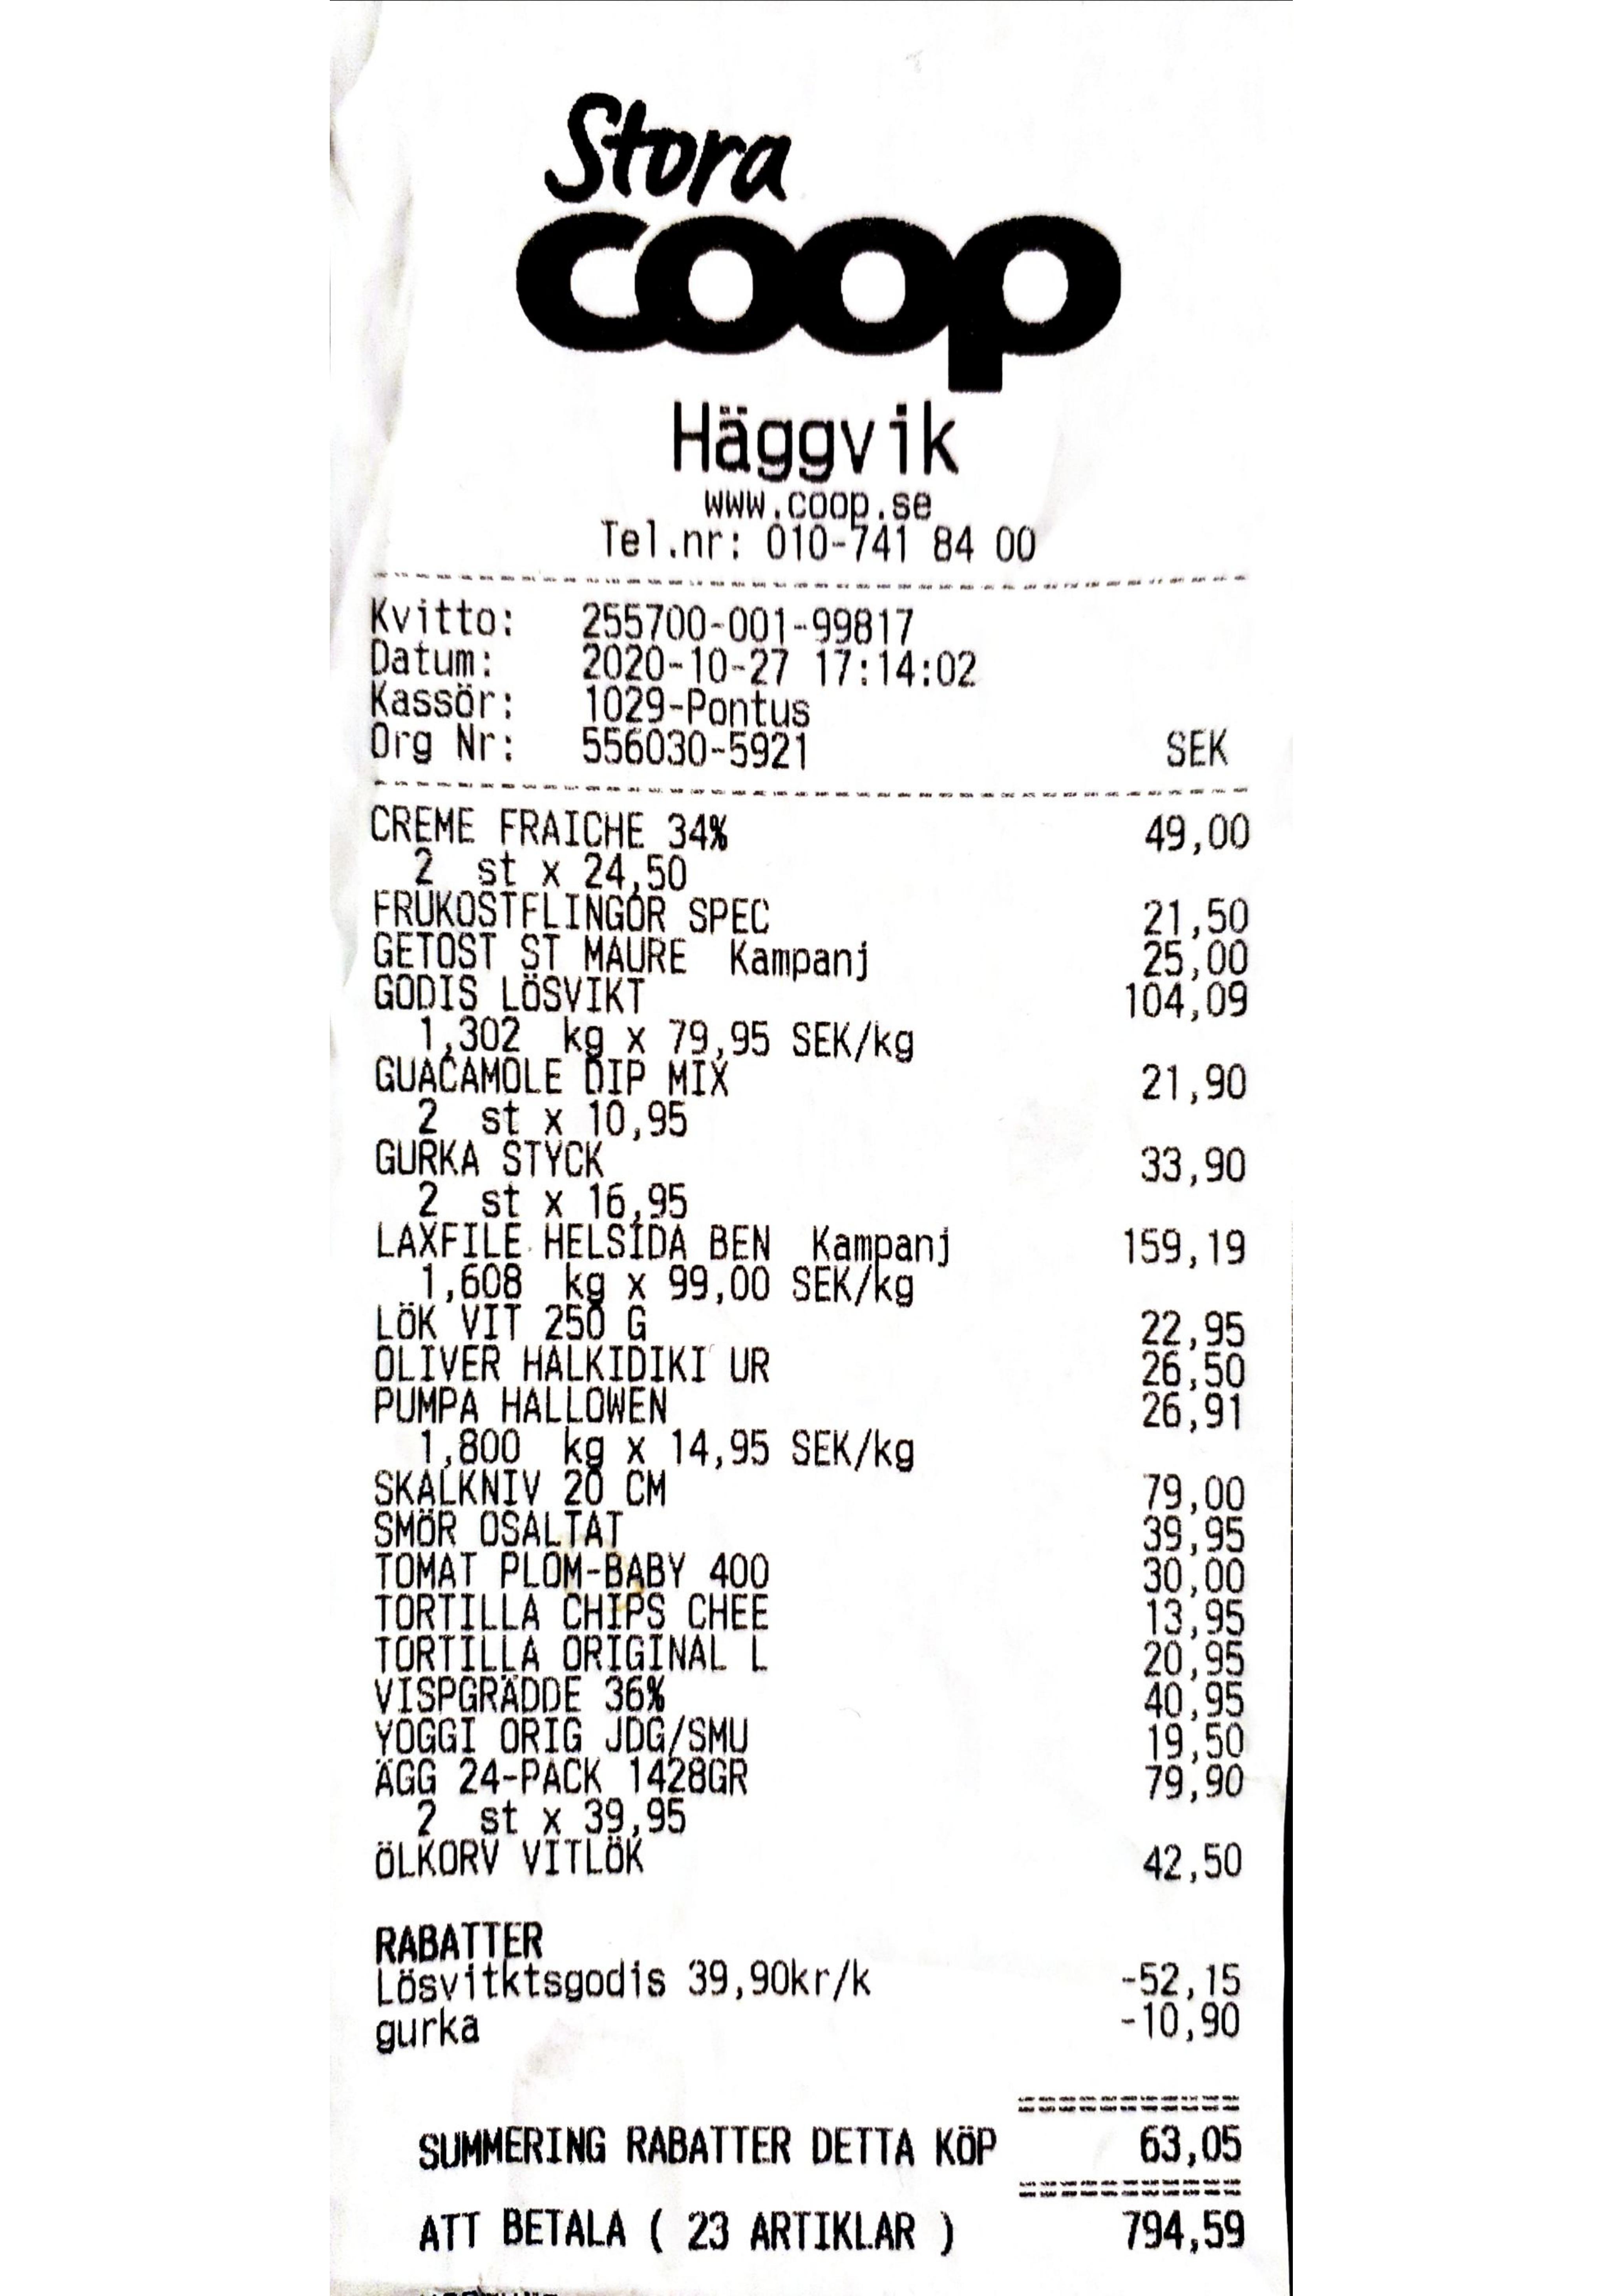 Stora
coop
Häggvik
www.coop.se
Tel.nr: 010-741 84 00
Kvitto: 255700-001-99817
Datum: 2020-10-27 17:14:02
Kassör: 1029-Pontus
Org Nr: 556030-5921 SEK
CREME FRAICHE 34% 49,00
2 st x 24,50
FRUKOSTFLINGOR SPEC 21,50
GETOST ST MAURE Kampanj 25,00
GODIS LÖSVIKT 104,09
1,302 kg x 79,95 SEK/kg
GUACAMOLE DIP MIX 21,90
2 st x 10,95
GURKA STYCK 33,90
2 st x 16,95
LAXFILE HELSIDA BEN Kampanj 159,19
1,608 kg x 99,00 SEK/kg
LÖK VIT 250 G 22,95
OLIVER HALKIDIKI UR 26,50
PUMPA HALLOWEN 26,91
1,800 kg x 14,95 SEK/kg
SKALKNIV 20 CM 79,00
SMÖR OSALTAT 39,95
TOMAT PLOM-BABY 400 30,00
TORTILLA CHIPS CHEE 13,95
TORTILLA ORIGINAL L 20,95
VISPGRÄDDE 36% 40,95
YOGGI ORIG JDG/SMU 19,50
ÄGG 24-PACK 1428GR 79,90
2 st x 39,95
ÖLKORV VITLÖK 42,50
RABATTER
Lösvitktsgodis 39,90kr/k -52,15
gurka -10,90
===========
SUMMERING RABATTER DETTA KÖP 63,05
===========
ATT BETALA ( 23 ARTIKLAR ) 794,59